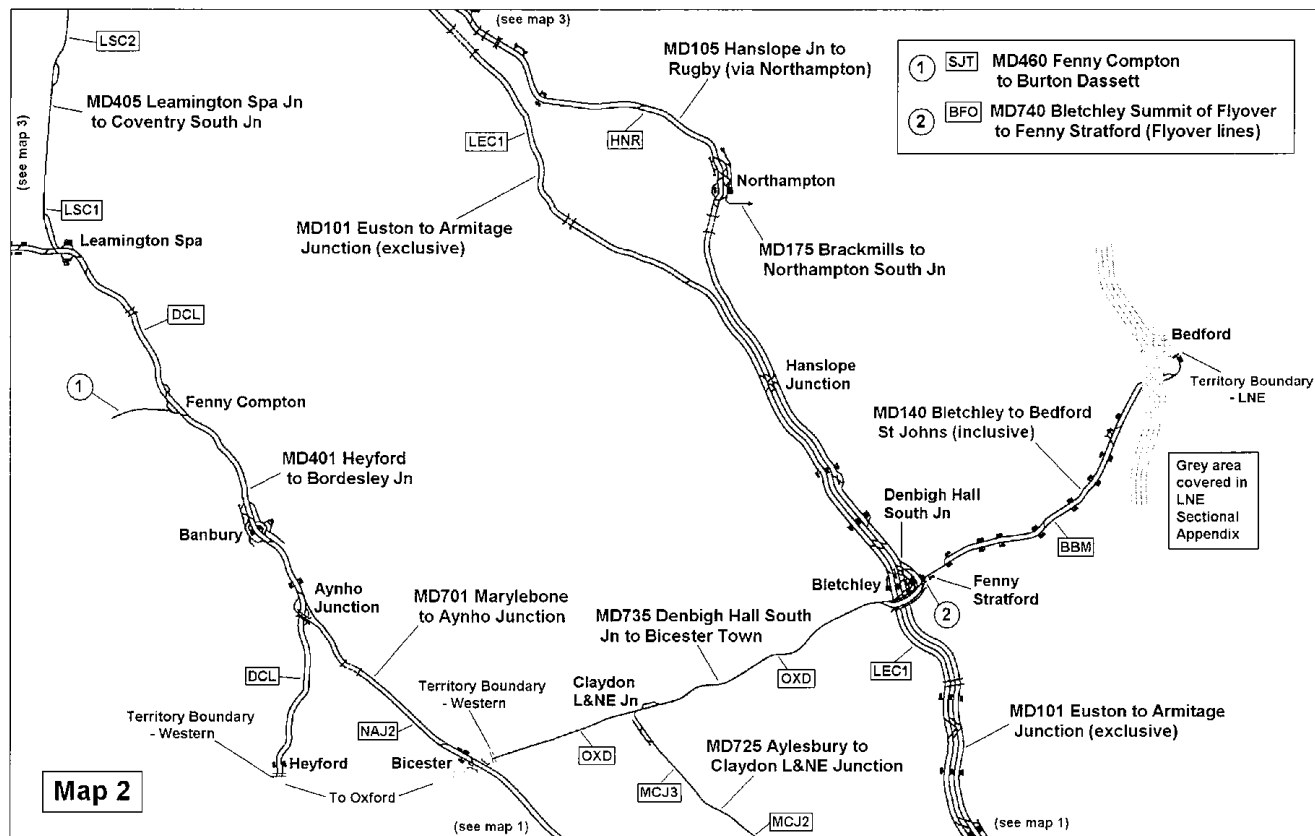 LSC2
(see map 3)
MD405 Leamington Spa Jn
to Coventry South Jn
(see map 3)
LSC1
Leamington Spa
LEC1
MD101 Euston to Armitage
Junction (exclusive)
MD105 Hanslope Jn to
Rugby (via Northampton)
HNR
Northampton
MD175 Brackmills to
Northampton South Jn
1 SJT MD460 Fenny Compton
to Burton Dassett
2 BFO MD740 Bletchley Summit of Flyover
to Fenny Stratford (Flyover lines)
DCL
1
Fenny Compton
MD401 Heyford
to Bordesley Jn
Banbury
Aynho
Junction
MD701 Marylebone
to Aynho Junction
DCL
Territory Boundary
- Western
Heyford
To Oxford
NAJ2
Bicester
Territory Boundary
- Western
(see map 1)
Hanslope
Junction
Bedford
Territory Boundary
- LNE
MD140 Bletchley to Bedford
St Johns (inclusive)
Grey area
covered in
LNE
Sectional
Appendix
Denbigh Hall
South Jn
BBM
Bletchley
Fenny
Stratford
2
MD735 Denbigh Hall South
Jn to Bicester Town
OXD
Claydon
L&NE Jn
OXD
MD725 Aylesbury to
Claydon L&NE Junction
MCJ3
MCJ2
LEC1
MD101 Euston to Armitage
Junction (exclusive)
(see map 1)
Map 2